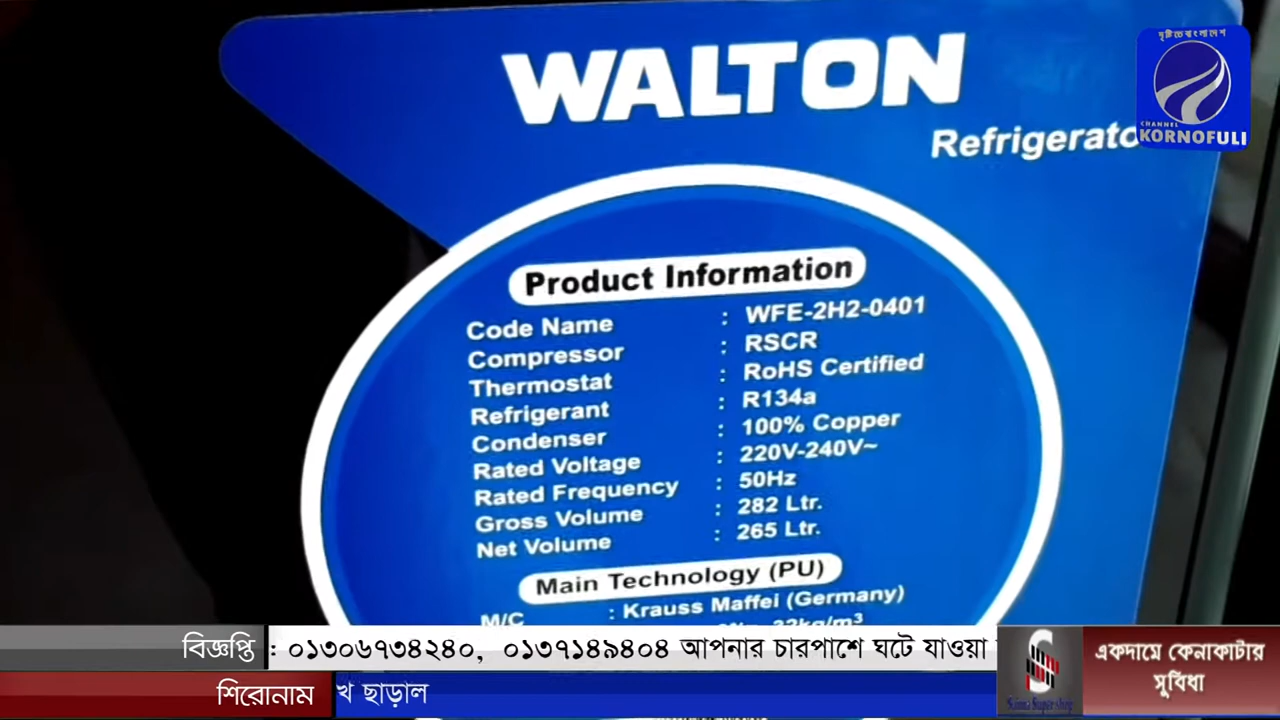 দৃষ্টিতে বাংলাদেশ
CHANNEL
KORNOFULI
WALTON
Refrigerato
Product Information
Code Name : WFE-2H2-0401
Compressor : RSCR
Thermostat : RoHS Certified
Refrigerant : R134a
Condenser : 100% Copper
Rated Voltage : 220V-240V~
Rated Frequency : 50Hz
Gross Volume : 282 Ltr.
Net Volume : 265 Ltr.
Main Technology (PU)
M/C : Krauss Maffei (Germany)
32kg/m³
বিজ্ঞপ্তি : ০১৩০৬৭৩৪২৪০, ০১৩৭১৪৯৪০৪ আপনার চারপাশে ঘটে যাওয়া
একদামে কেনাকাটার
সুবিধা
শিরোনাম খ ছাড়াল